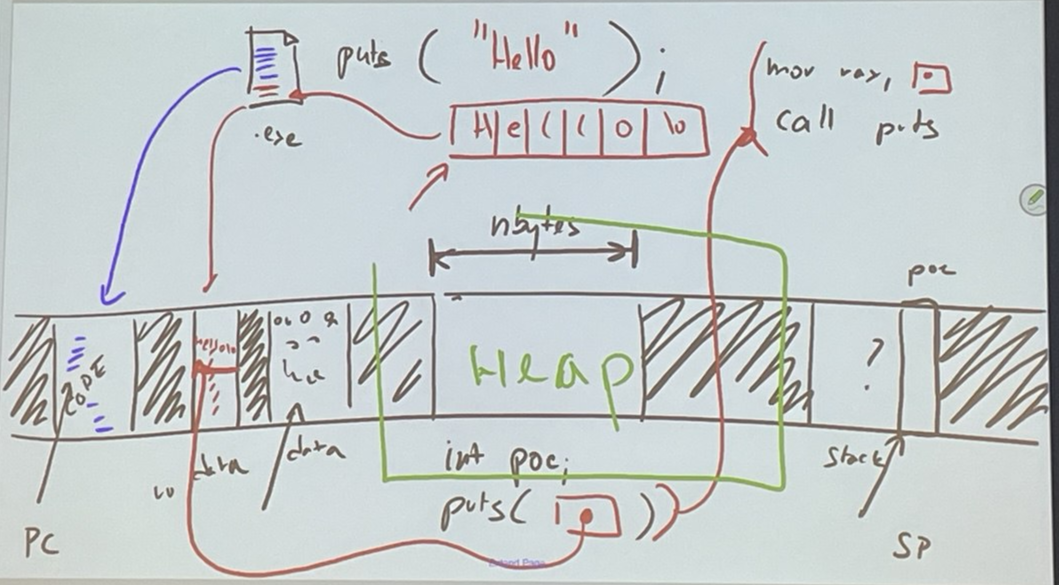 puts ( "Hello" );
.exe
H e l l o \0
mov rax,
call puts
nbytes
poc
CODE
Hello\0
?
Heap
data
data
int poc;
puts( )
stack
PC
SP